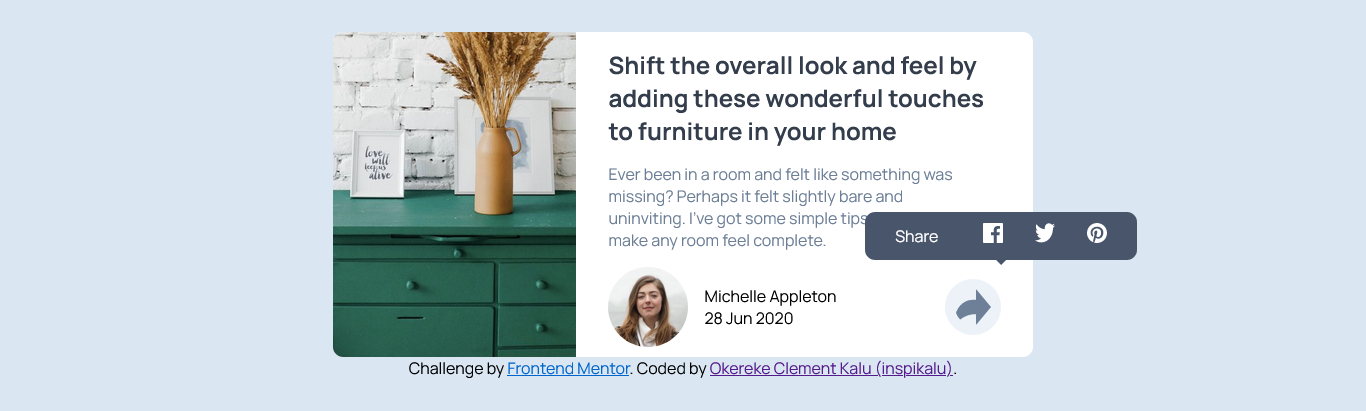 Shift the overall look and feel by
adding these wonderful touches
to furniture in your home
Ever been in a room and felt like something was
missing? Perhaps it felt slightly bare and
uninviting. I've got some simple tips
make any room feel complete.
Share
Michelle Appleton
28 Jun 2020
love
will
keep us
alive
Challenge by Frontend Mentor. Coded by Okereke Clement Kalu (inspikalu).